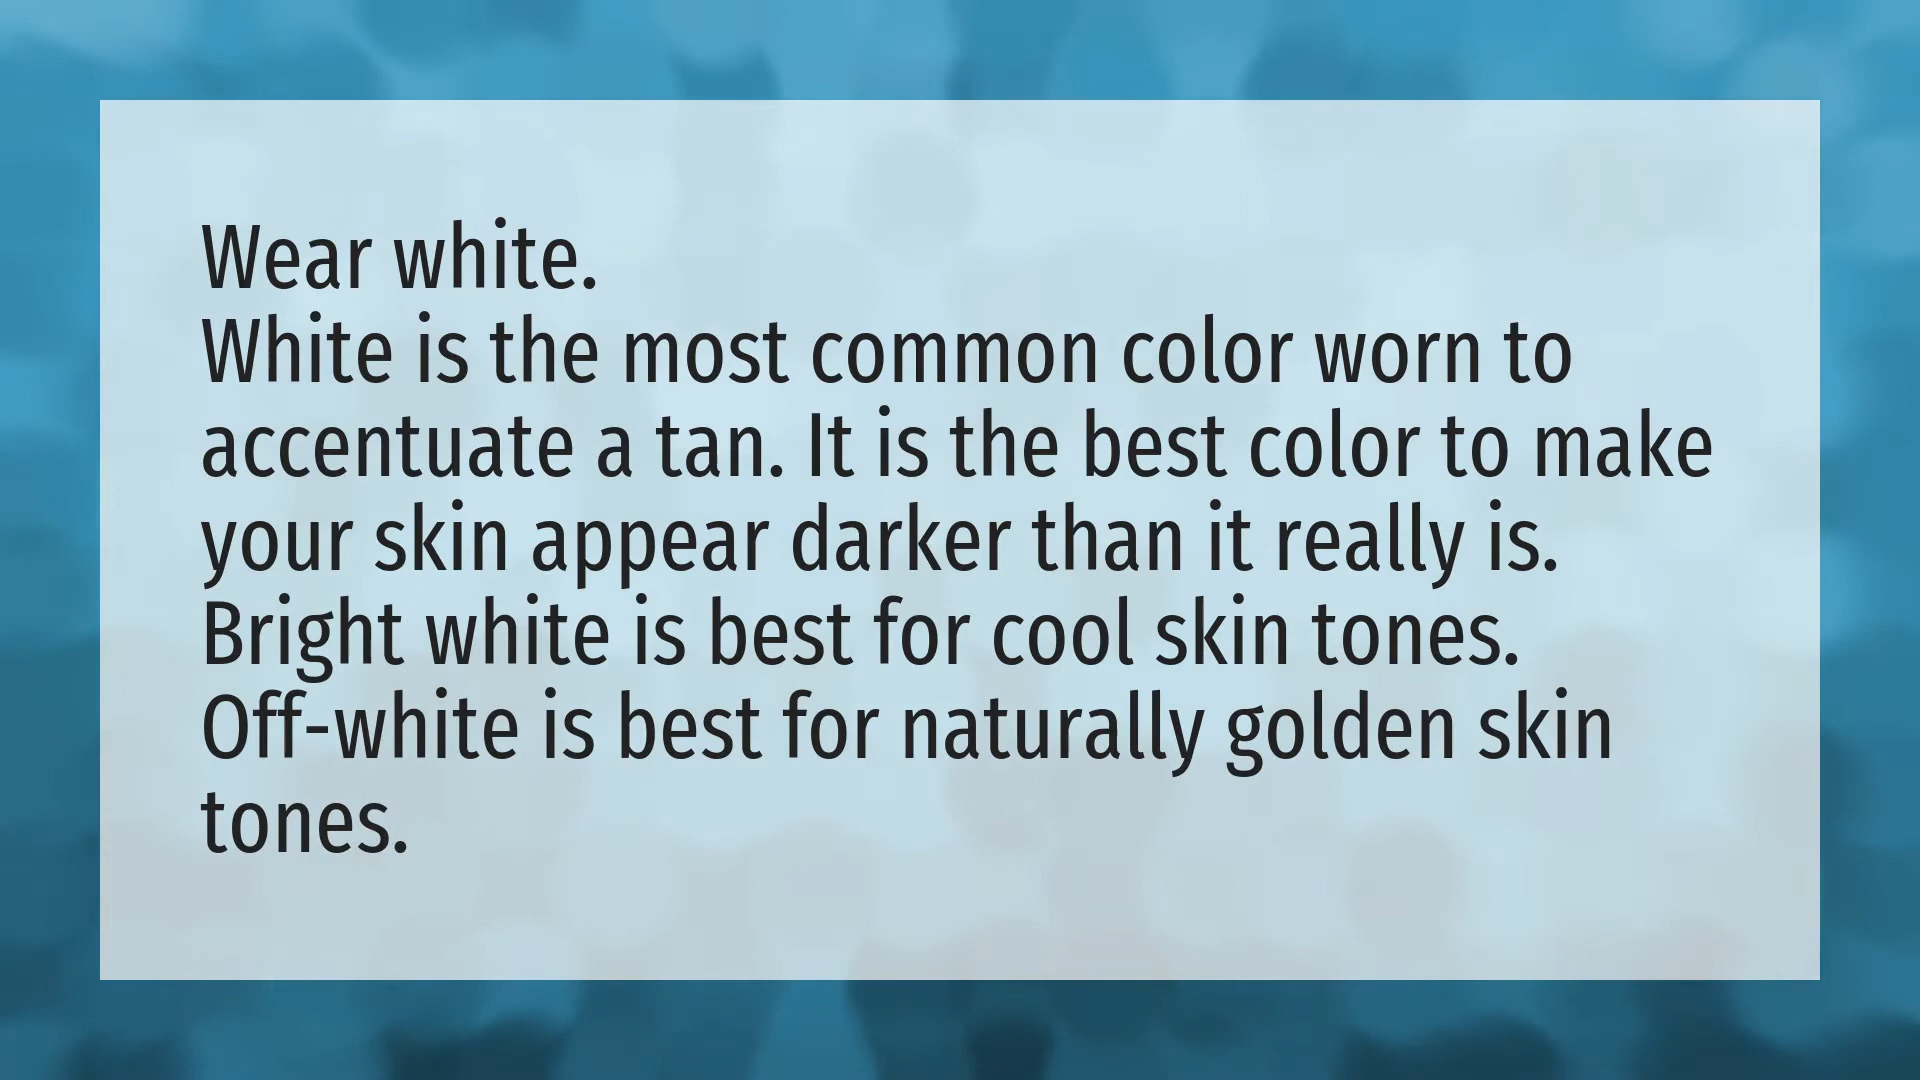 Wear white.
White is the most common color worn to
accentuate a tan. It is the best color to make
your skin appear darker than it really is.
Bright white is best for cool skin tones.
Off-white is best for naturally golden skin
tones.